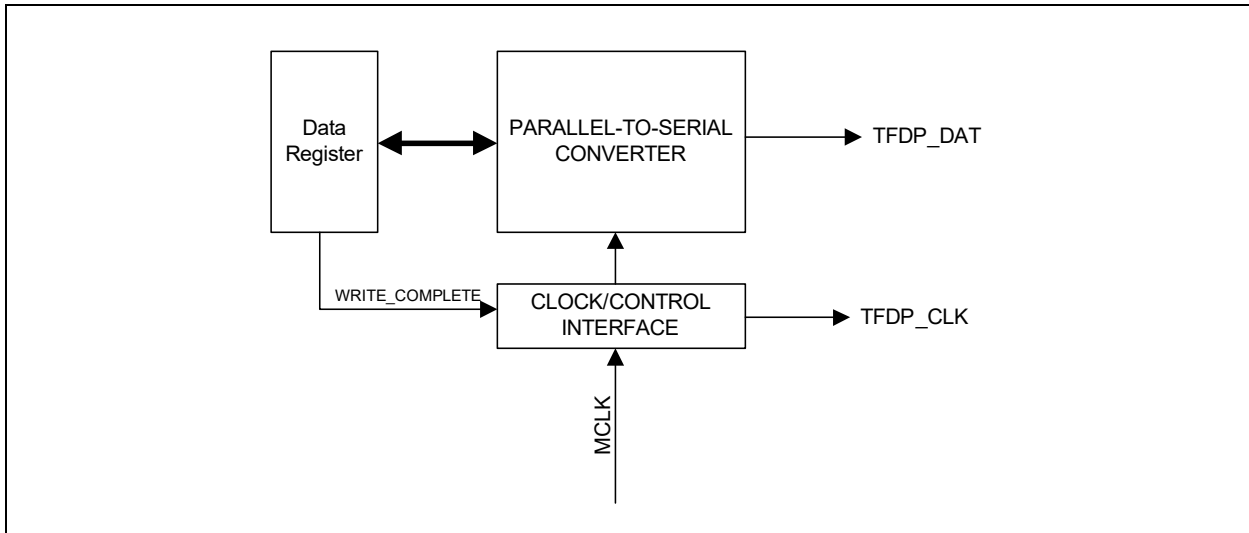 Data
Register
PARALLEL-TO-SERIAL
CONVERTER
TFDP_DAT
WRITE_COMPLETE
CLOCK/CONTROL
INTERFACE
TFDP_CLK
MCLK